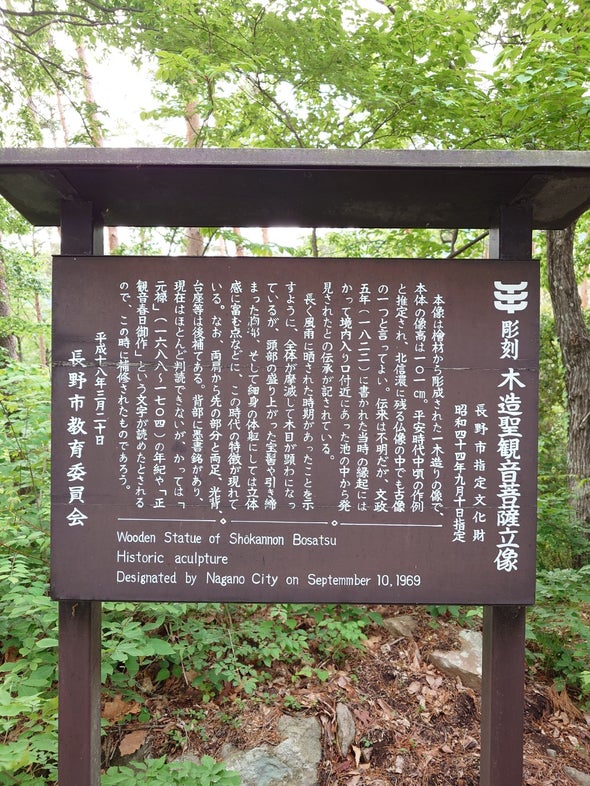 彫刻 木造聖観音菩薩立像
長野市指定文化財
昭和四十四年九月十日指定
本像は檜材から彫成された一木造りの像で、
本体の像高は一〇一㎝。平安時代中頃の作例
と推定され、北信濃に残る仏像の中でも古像
の一つと言ってよい。伝来は不明だが、文政
五年（一八二二）に書かれた当時の縁起には
かって境内入り口付近にあった池の中から発
見されたとの伝承が記されている。
長く風雨に晒された時期があったことを示
すように、全体が摩滅して木目が顕わになっ
ているが、頭部の盛り上がった宝髻や引き締
まった胸部、そして細身の体躯にしては立体
感に富む点などに、この時代の特徴が現れて
いる。なお、両肩から先の部分と両足、光背、
台座等は後補である。背部に墨書銘があり、
現在はほとんど判読できないが、かつては「
元禄」（一六八八～一七〇四）の年紀や「正
観音春日御作」という文字が読めたとされる
ので、この時に補修されたものであろう。
平成十八年三月二十日
長野市教育委員会
Wooden Statue of Shókannon Bosatsu
Historic aculpture
Designated by Nagano City on Septemmber 10,1969